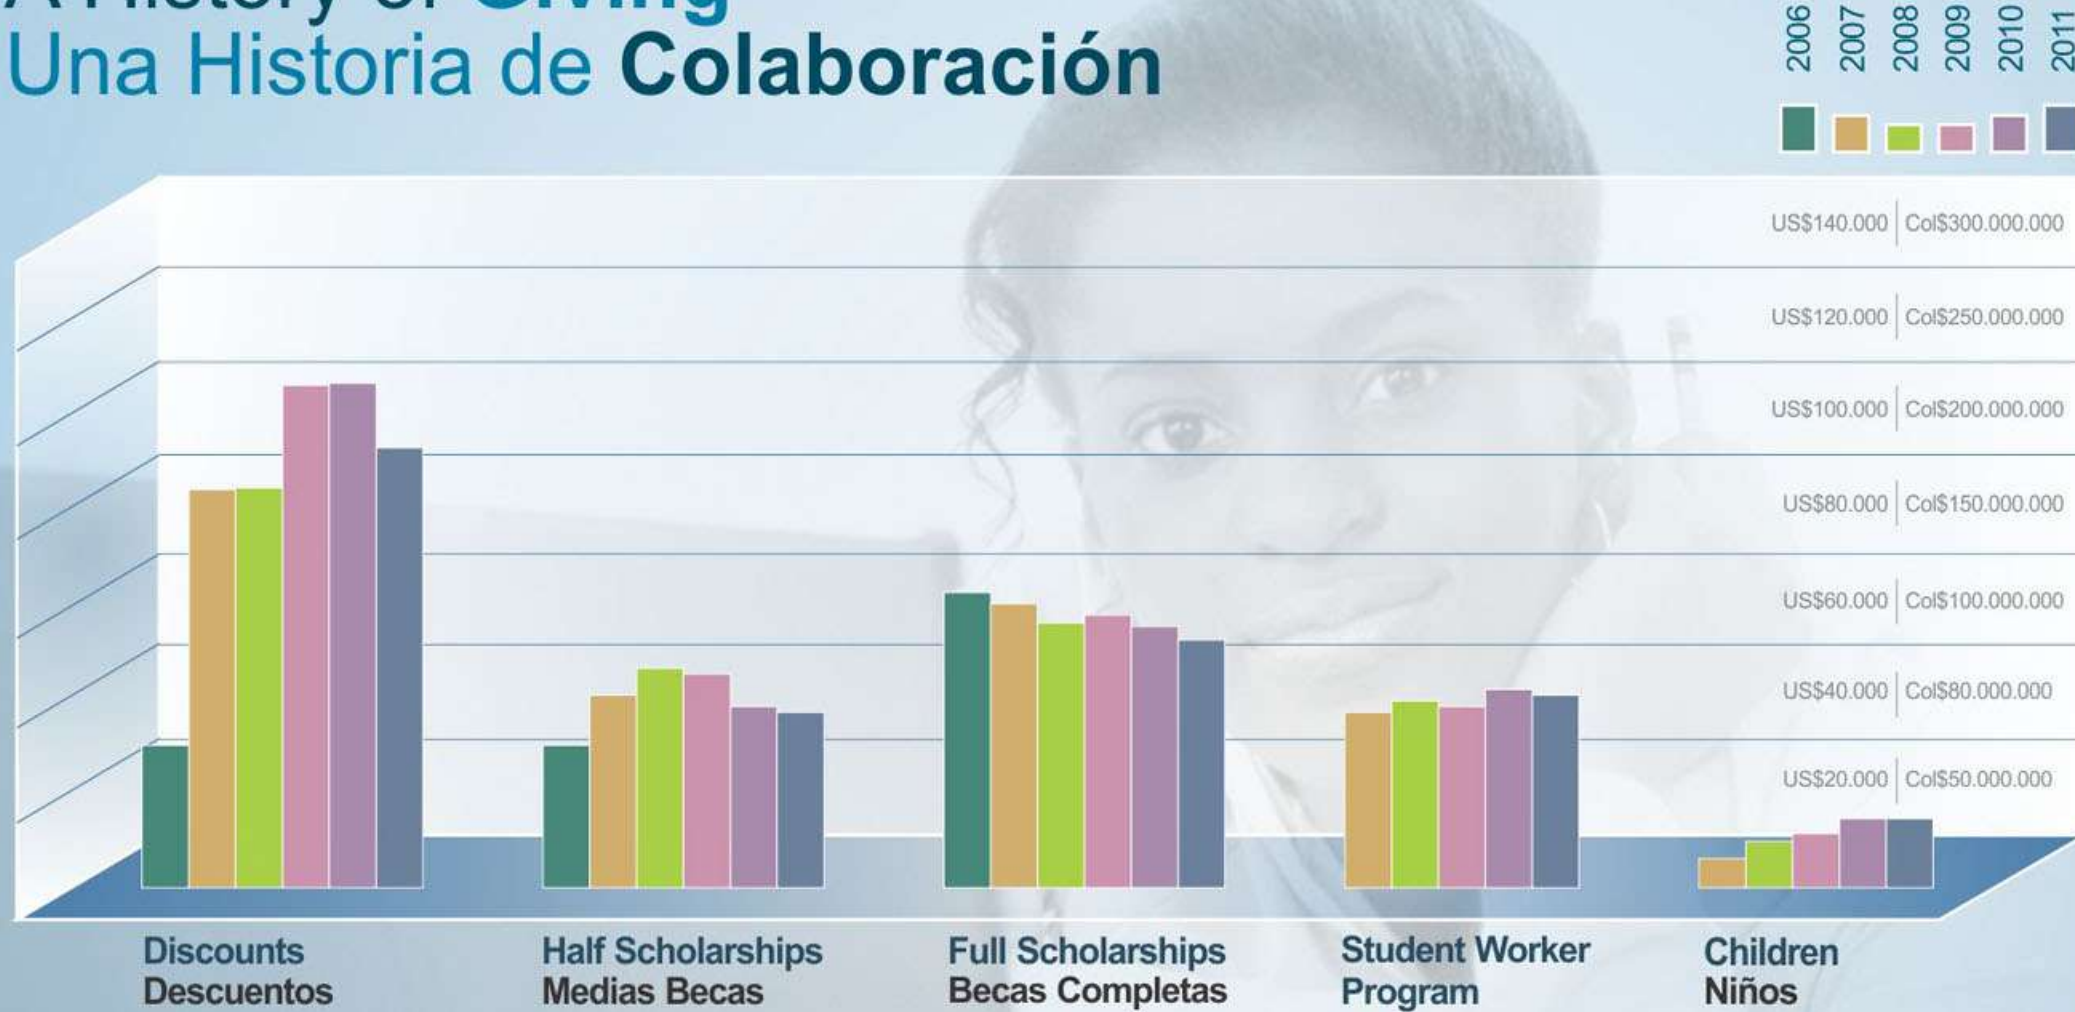 A History of Giving
Una Historia de Colaboración
2006
2007
2008
2009
2010
2011
US$140.000 Col$300.000.000
US$120.000 Col$250.000.000
US$100.000 Col$200.000.000
US$80.000 Col$150.000.000
US$60.000 Col$100.000.000
US$40.000 Col$80.000.000
US$20.000 Col$50.000.000
Discounts
Descuentos
Half Scholarships
Medias Becas
Full Scholarships
Becas Completas
Student Worker
Program
Children
Niños